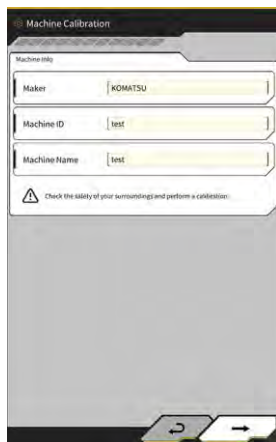 Machine Calibration
Machine Info
Maker
KOMATSU
Machine ID
test
Machine Name
test
Check the safety of your surroundings and perform a calibration.